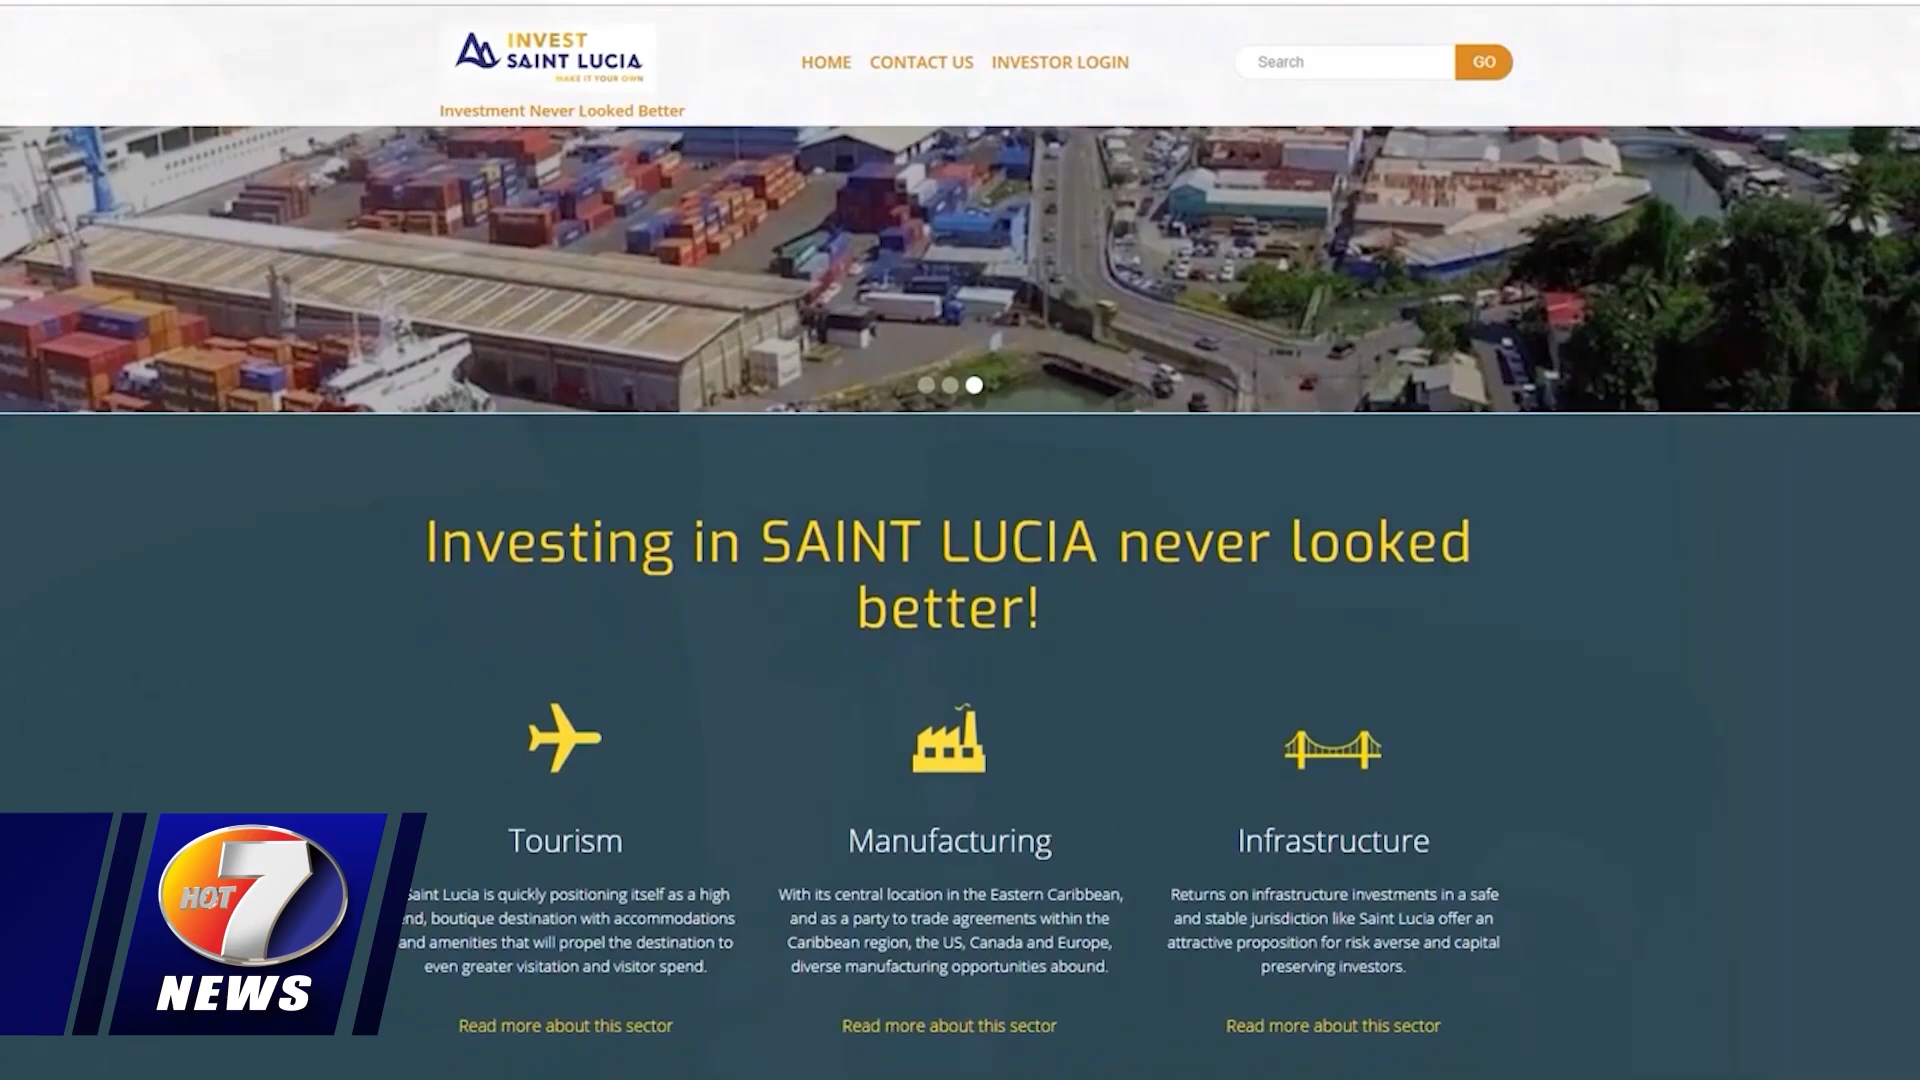 INVEST
SAINT LUCIA
MAKE IT YOUR OWN
Investment Never Looked Better
HOME CONTACT US INVESTOR LOGIN
Search GO
Investing in SAINT LUCIA never looked
better!
Tourism
Saint Lucia is quickly positioning itself as a high
end, boutique destination with accommodations
and amenities that will propel the destination to
even greater visitation and visitor spend.
Read more about this sector
Manufacturing
With its central location in the Eastern Caribbean,
and as a party to trade agreements within the
Caribbean region, the US, Canada and Europe,
diverse manufacturing opportunities abound.
Read more about this sector
Infrastructure
Returns on infrastructure investments in a safe
and stable jurisdiction like Saint Lucia offer an
attractive proposition for risk averse and capital
preserving investors.
Read more about this sector
HOT 7
NEWS